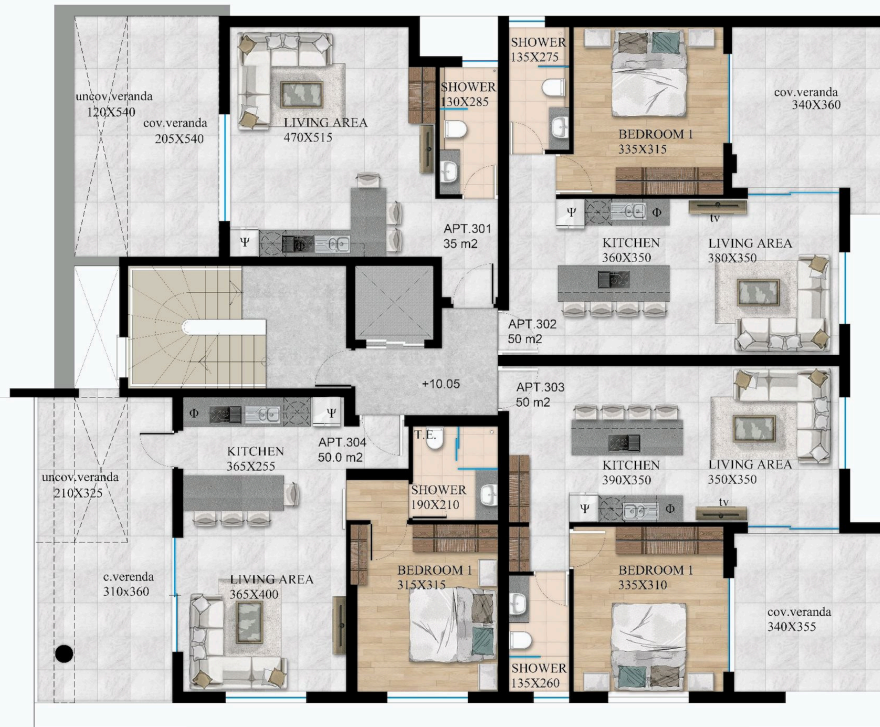 uncov.veranda
120X540
cov.veranda
205X540
LIVING AREA
470X515
SHOWER
130X285
APT.301
35 m2
Ψ
Φ
SHOWER
135X275
BEDROOM 1
335X315
cov.veranda
340X360
Ψ
Φ
tv
KITCHEN
360X350
LIVING AREA
380X350
APT.302
50 m2
+10.05
APT.303
50 m2
KITCHEN
390X350
LIVING AREA
350X350
Ψ
Φ
tv
BEDROOM 1
335X310
SHOWER
135X260
cov.veranda
340X355
Φ
Ψ
KITCHEN
365X255
APT.304
50.0 m2
T.E.
SHOWER
190X210
uncov.veranda
210X325
c.verenda
310x360
LIVING AREA
365X400
BEDROOM 1
315X315